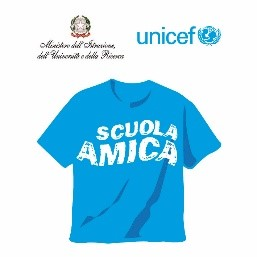 Ministero dell'Istruzione,
dell'Università e della Ricerca
unicef
SCUOLA
AMICA